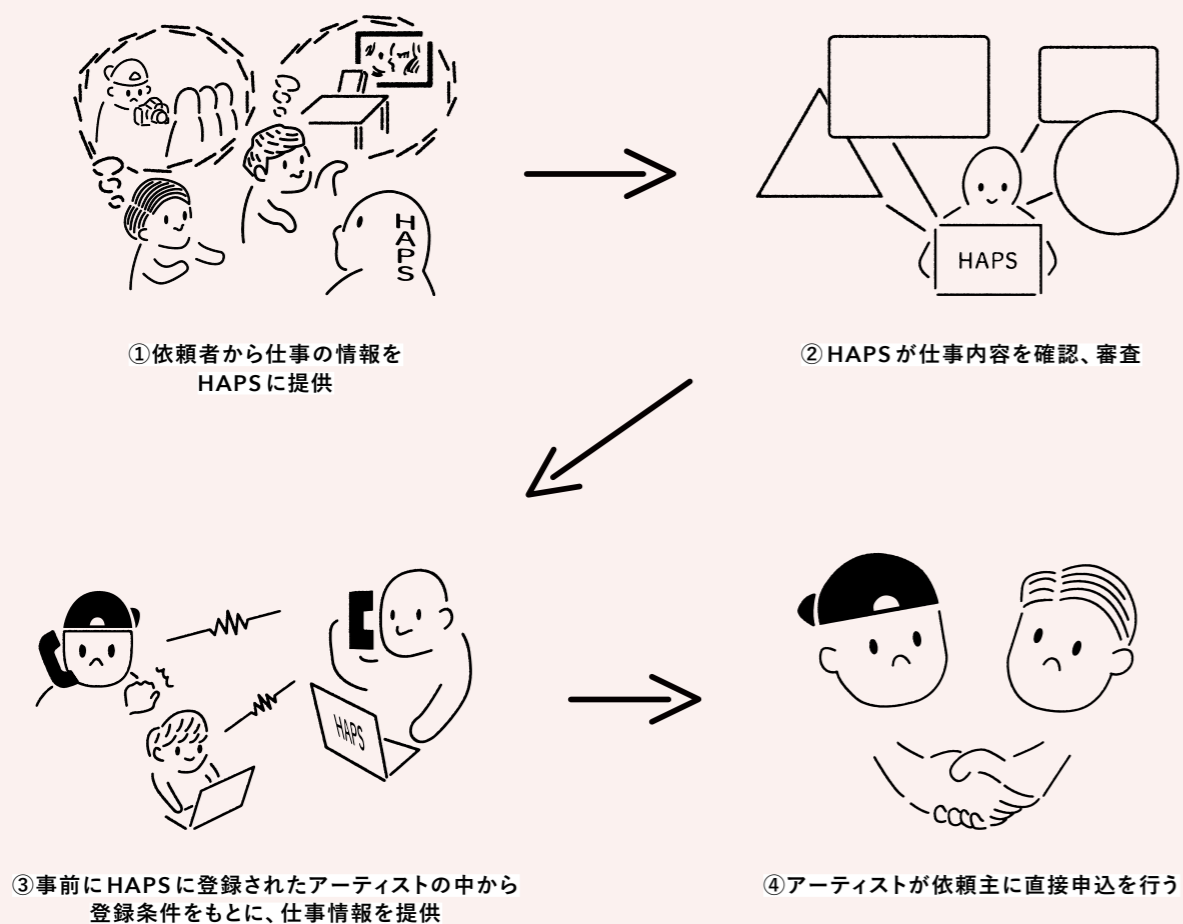 HAPS
HAPS
①依頼者から仕事の情報を
HAPSに提供
②HAPSが仕事内容を確認、審査
HAPS
③事前にHAPSに登録されたアーティストの中から
登録条件をもとに、仕事情報を提供
④アーティストが依頼主に直接申込を行う